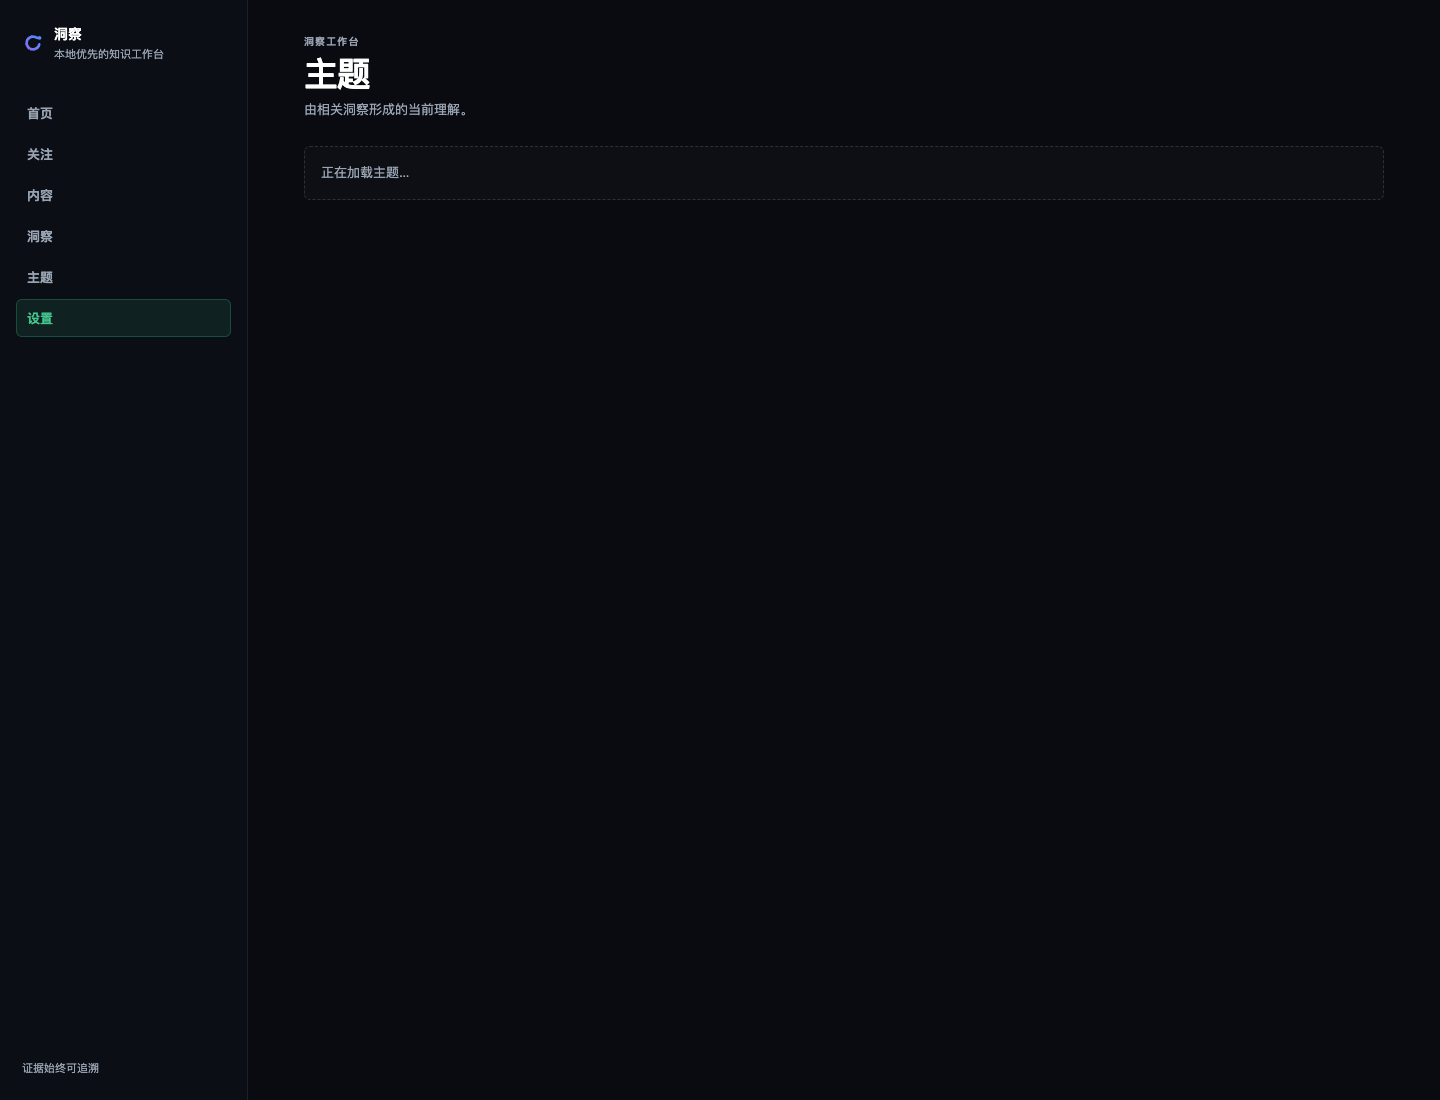 洞察
本地优先的知识工作台
首页
关注
内容
洞察
主题
设置
证据始终可追溯
洞察工作台
主题
由相关洞察形成的当前理解。
正在加载主题...